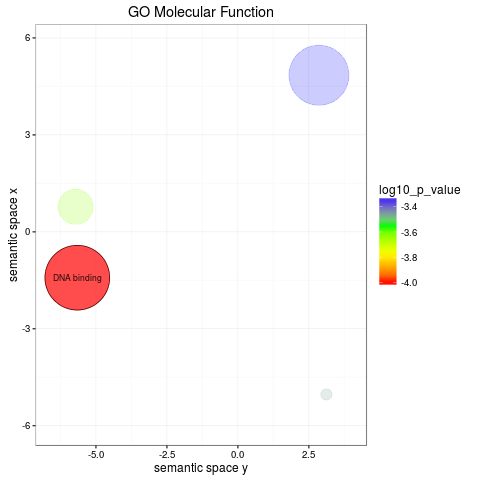 GO Molecular Function
6
3
0
-3
-6
semantic space x
DNA binding
-5.0
-2.5
0.0
2.5
semantic space y
log10_p_value
-3.4
-3.6
-3.8
-4.0